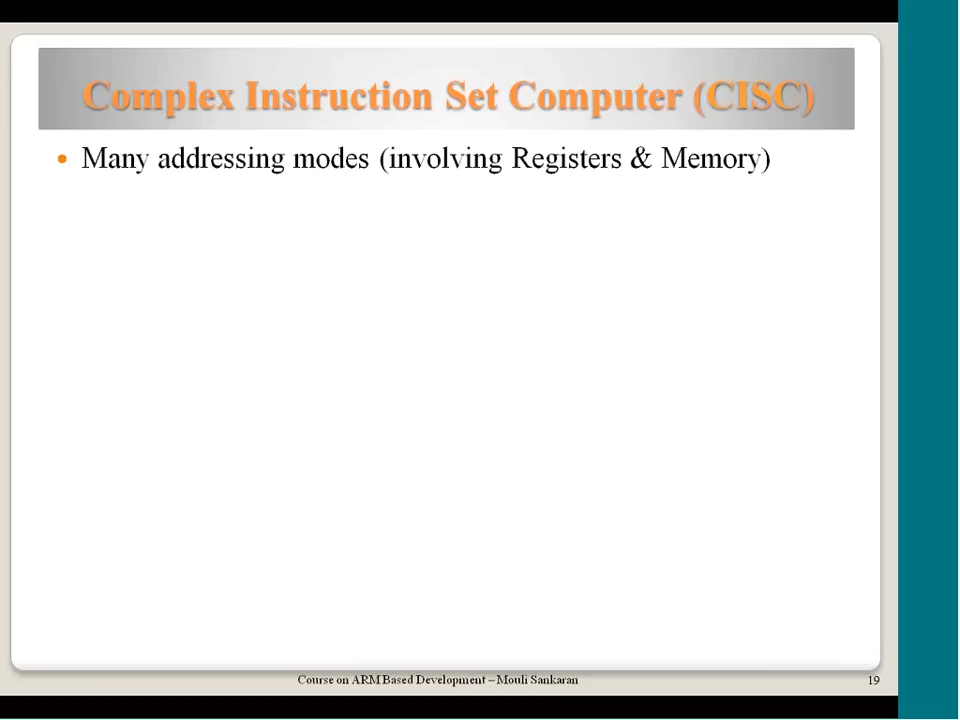 Complex Instruction Set Computer (CISC)
• Many addressing modes (involving Registers & Memory)
Course on ARM Based Development – Mouli Sankaran
19